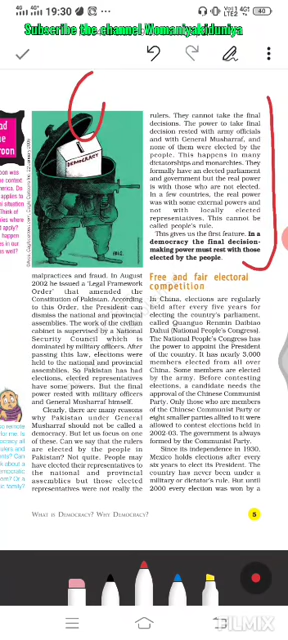 19:30
4G
LTE2
40
Subscribe the channel Womaniyakiduniya
DEMOCRACY
rulers. They cannot take the final
decisions. The power to take final
decision rested with army officials
and with General Musharraf, and
none of them were elected by the
people. This happens in many
dictatorships and monarchies. They
formally have an elected parliament
and government but the real power
is with those who are not elected.
In a few countries, the real power
was with some external powers and
not with locally elected
representatives. This cannot be
called people's rule.
This gives us the first feature. In a
democracy the final decision-
making power must rest with those
elected by the people.
malpractices and fraud. In August
2002 he issued a 'Legal Framework
Order' that amended the
Constitution of Pakistan. According
to this Order, the President can
dismiss the national and provincial
assemblies. The work of the civilian
cabinet is supervised by a National
Security Council which is
dominated by military officers. After
passing this law, elections were
held to the national and provincial
assemblies. So Pakistan has had
elections, elected representatives
have some powers. But the final
power rested with military officers
and General Musharraf himself.
Clearly, there are many reasons
why Pakistan under General
Musharraf should not be called a
democracy. But let us focus on one
of these. Can we say that the rulers
are elected by the people in
Pakistan? Not quite. People may
have elected their representatives to
the national and provincial
assemblies but those elected
representatives were not really the
Free and fair electoral
competition
In China, elections are regularly
held after every five years for
electing the country's parliament,
called Quanguo Renmin Daibiao
Dahui (National People's Congress).
The National People's Congress has
the power to appoint the President
of the country. It has nearly 3,000
members elected from all over
China. Some members are elected
by the army. Before contesting
elections, a candidate needs the
approval of the Chinese Communist
Party. Only those who are members
of the Chinese Communist Party or
eight smaller parties allied to it were
allowed to contest elections held in
2002-03. The government is always
formed by the Communist Party.
Since its independence in 1930,
Mexico holds elections after every
six years to elect its President. The
country has never been under a
military or dictator's rule. But until
2000 every election was won by a
WHAT IS DEMOCRACY? WHY DEMOCRACY?
5